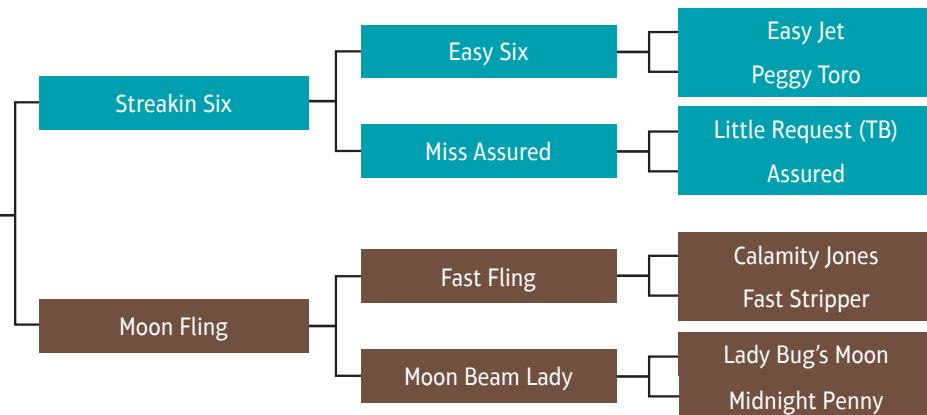 Streakin Six
Easy Six
Easy Jet
Peggy Toro
Miss Assured
Little Request (TB)
Assured
Moon Fling
Fast Fling
Calamity Jones
Fast Stripper
Moon Beam Lady
Lady Bug’s Moon
Midnight Penny